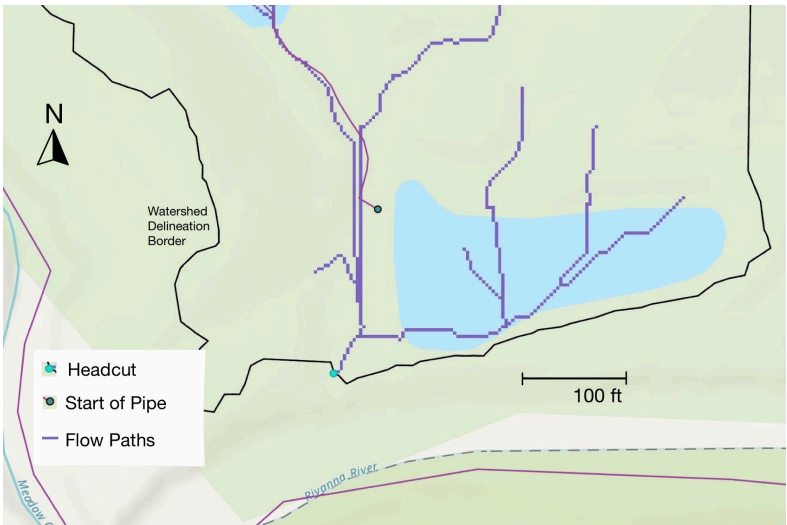 N
Watershed
Delineation
Border
Headcut
Start of Pipe
Flow Paths
100 ft
Rivanna River
Meadow